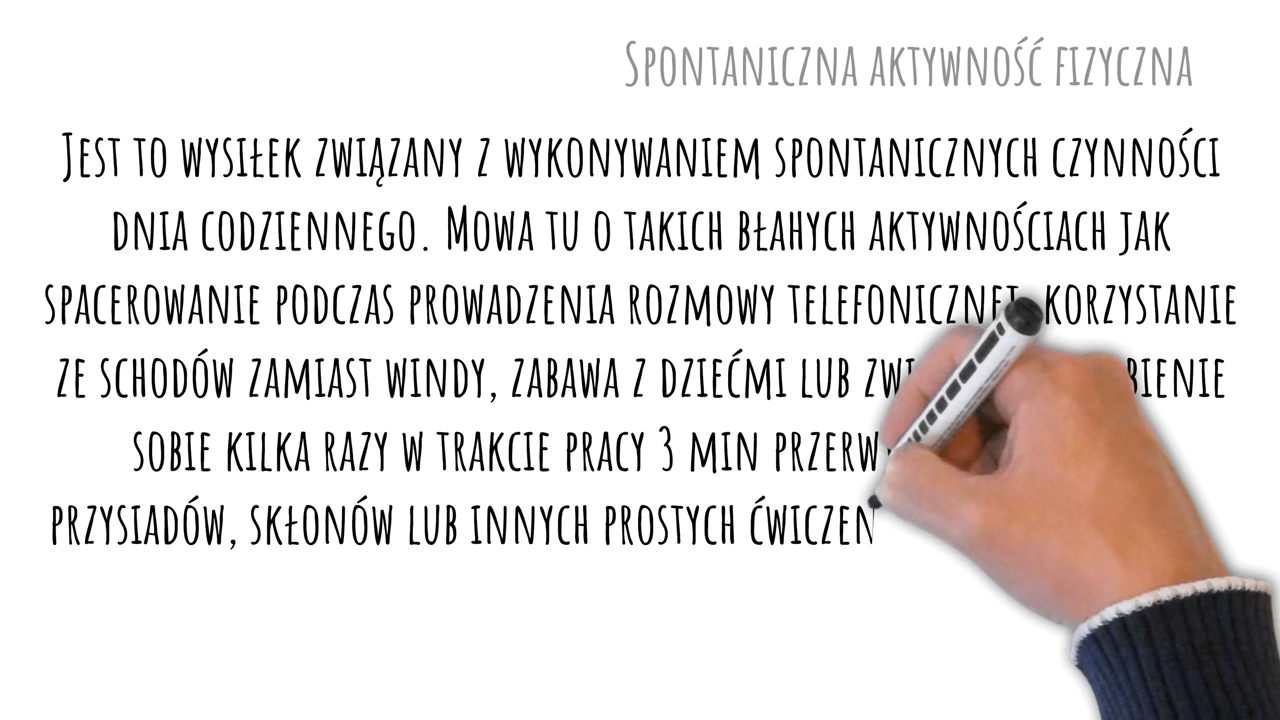 Spontaniczna aktywność fizyczna
Jest to wysiłek związany z wykonywaniem spontanicznych czynności
dnia codziennego. Mowa tu o takich błahych aktywnościach jak
spacerowanie podczas prowadzenia rozmowy telefonicznej, korzystanie
ze schodów zamiast windy, zabawa z dziećmi lub
sobie kilka razy w trakcie pracy 3 min
przysiadów, skłonów lub innych prostych